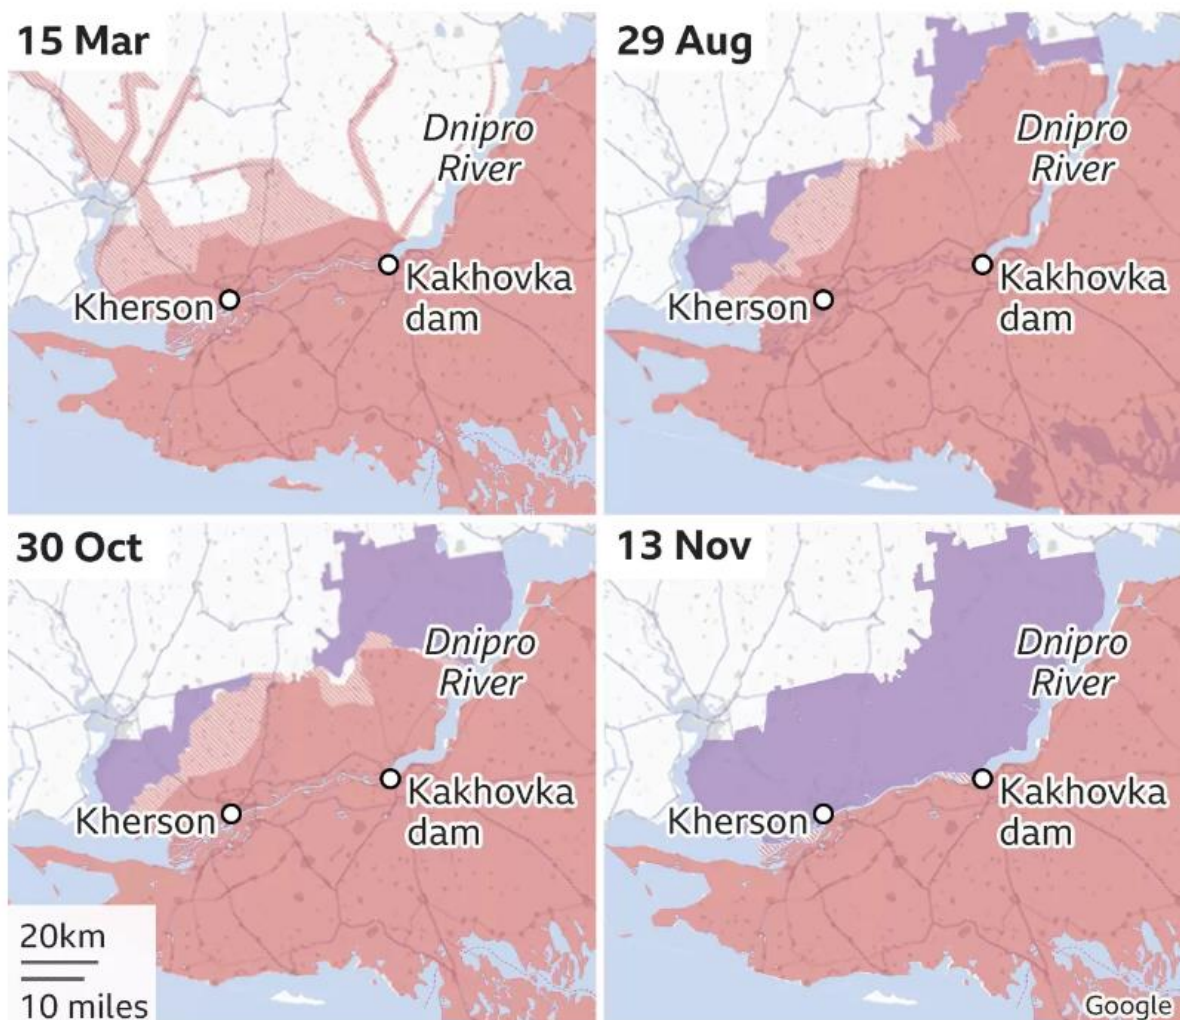 15 Mar
Dnipro
River
Kherson
Kakhovka
dam
29 Aug
Dnipro
River
Kherson
Kakhovka
dam
30 Oct
Dnipro
River
Kherson
Kakhovka
dam
20km
10 miles
13 Nov
Dnipro
River
Kherson
Kakhovka
dam
Google